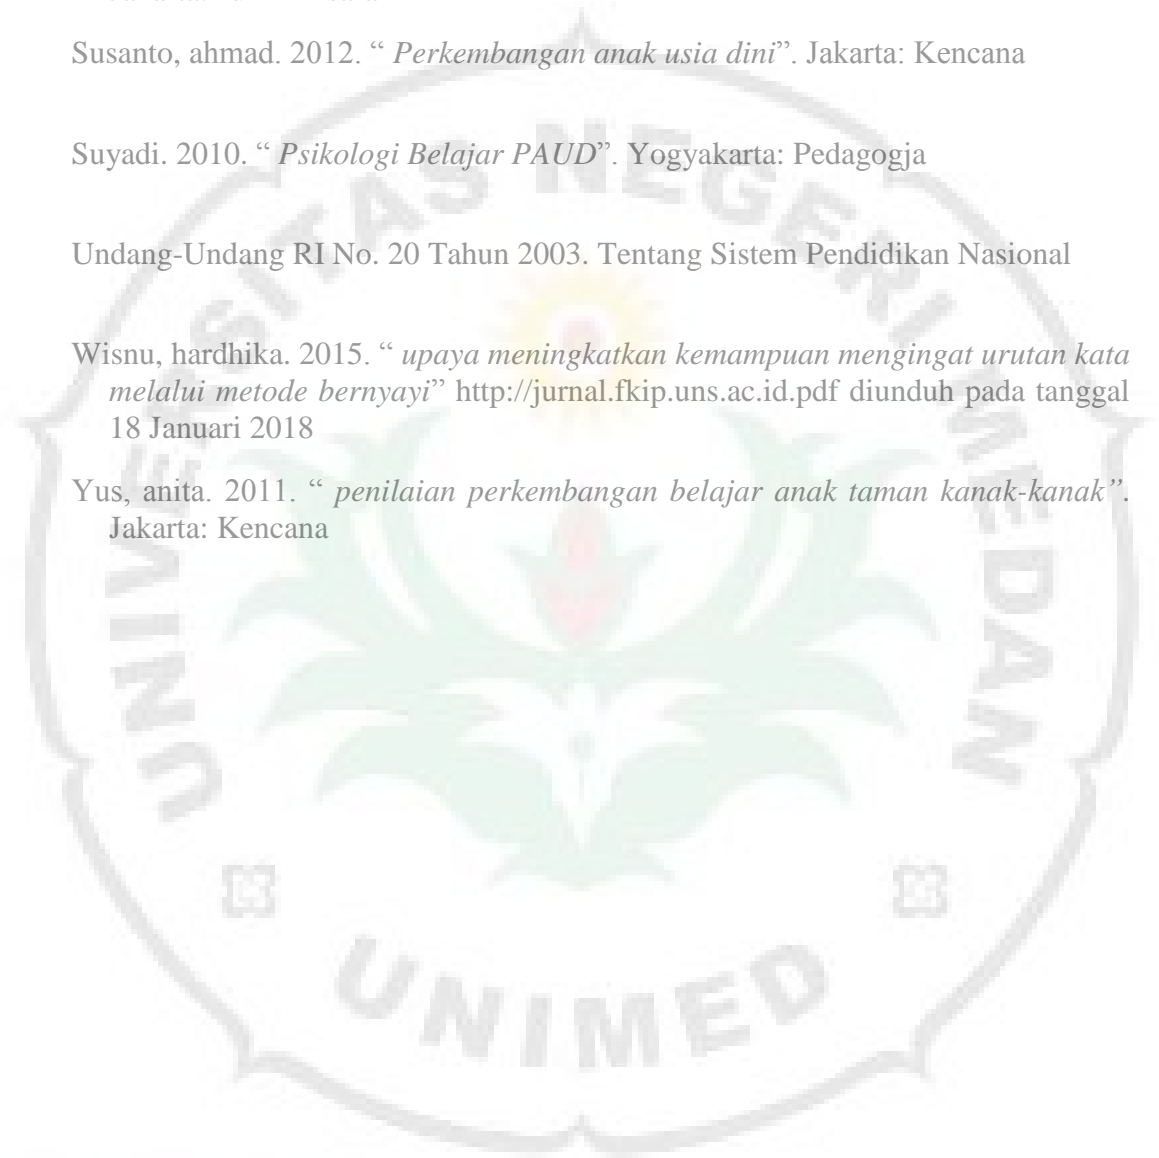 Susanto, ahmad. 2012. “ Perkembangan anak usia dini”. Jakarta: Kencana
Suyadi. 2010. “ Psikologi Belajar PAUD”. Yogyakarta: Pedagogja
Undang-Undang RI No. 20 Tahun 2003. Tentang Sistem Pendidikan Nasional
Wisnu, hardhika. 2015. “ upaya meningkatkan kemampuan mengingat urutan kata
melalui metode bernyayi” http://jurnal.fkip.uns.ac.id.pdf diunduh pada tanggal
18 Januari 2018
Yus, anita. 2011. “ penilaian perkembangan belajar anak taman kanak-kanak”.
Jakarta: Kencana
UNIVERSITAS NEGERI MEDAN
UNIMED